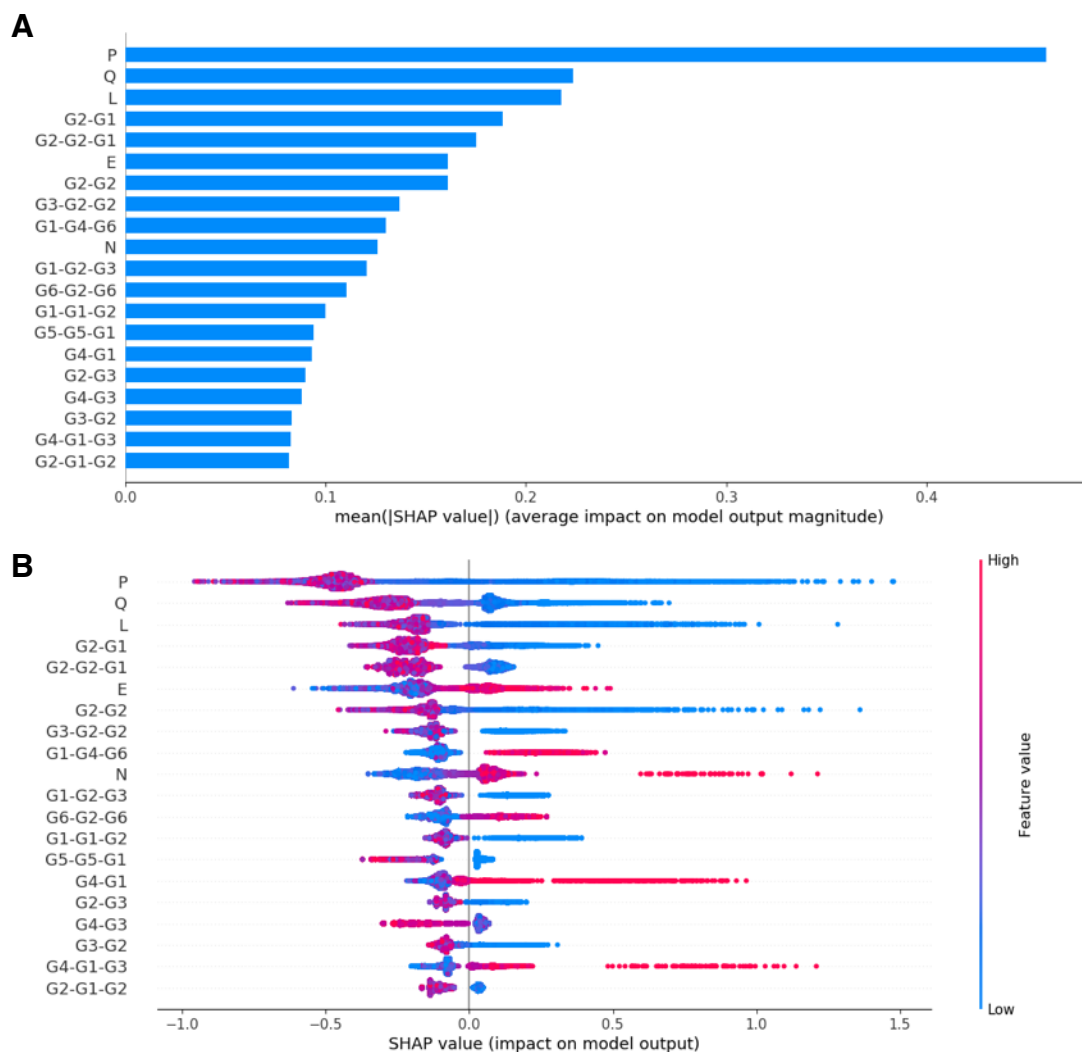 A
P
Q
L
G2-G1
G2-G2-G1
E
G2-G2
G3-G2-G2
G1-G4-G6
N
G1-G2-G3
G6-G2-G6
G1-G1-G2
G5-G5-G1
G4-G1
G2-G3
G4-G3
G3-G2
G4-G1-G3
G2-G1-G2
0.0 0.1 0.2 0.3 0.4
mean(|SHAP value|) (average impact on model output magnitude)
B
High
P
Q
L
G2-G1
G2-G2-G1
E
G2-G2
G3-G2-G2
G1-G4-G6
N
G1-G2-G3
G6-G2-G6
G1-G1-G2
G5-G5-G1
G4-G1
G2-G3
G4-G3
G3-G2
G4-G1-G3
G2-G1-G2
Feature value
Low
−1.0 −0.5 0.0 0.5 1.0 1.5
SHAP value (impact on model output)